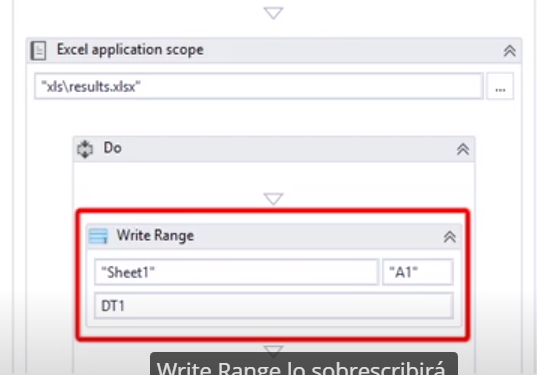 Excel application scope
"xls\results.xlsx"
...
Do
Write Range
"Sheet1" "A1"
DT1
Write Range lo sobrescribirá